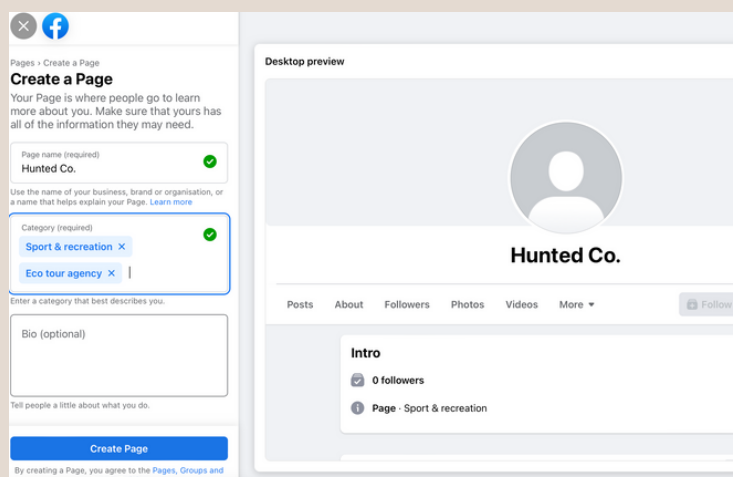 Pages › Create a Page
Create a Page
Your Page is where people go to learn
more about you. Make sure that yours has
all of the information they may need.
Page name (required)
Hunted Co.
Use the name of your business, brand or organisation, or
a name that helps explain your Page. Learn more
Category (required)
Sport & recreation
Eco tour agency
Enter a category that best describes you.
Bio (optional)
Tell people a little about what you do.
Create Page
By creating a Page, you agree to the Pages, Groups and
Desktop preview
Hunted Co.
Posts About Followers Photos Videos More
Follow
Intro
0 followers
Page · Sport & recreation